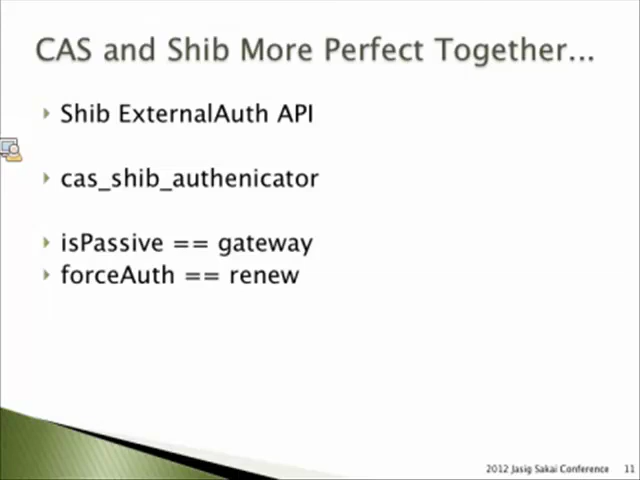 CAS and Shib More Perfect Together...
Shib ExternalAuth API
cas_shib_authenicator
isPassive == gateway
forceAuth == renew
2012 Jasig Sakai Conference 11